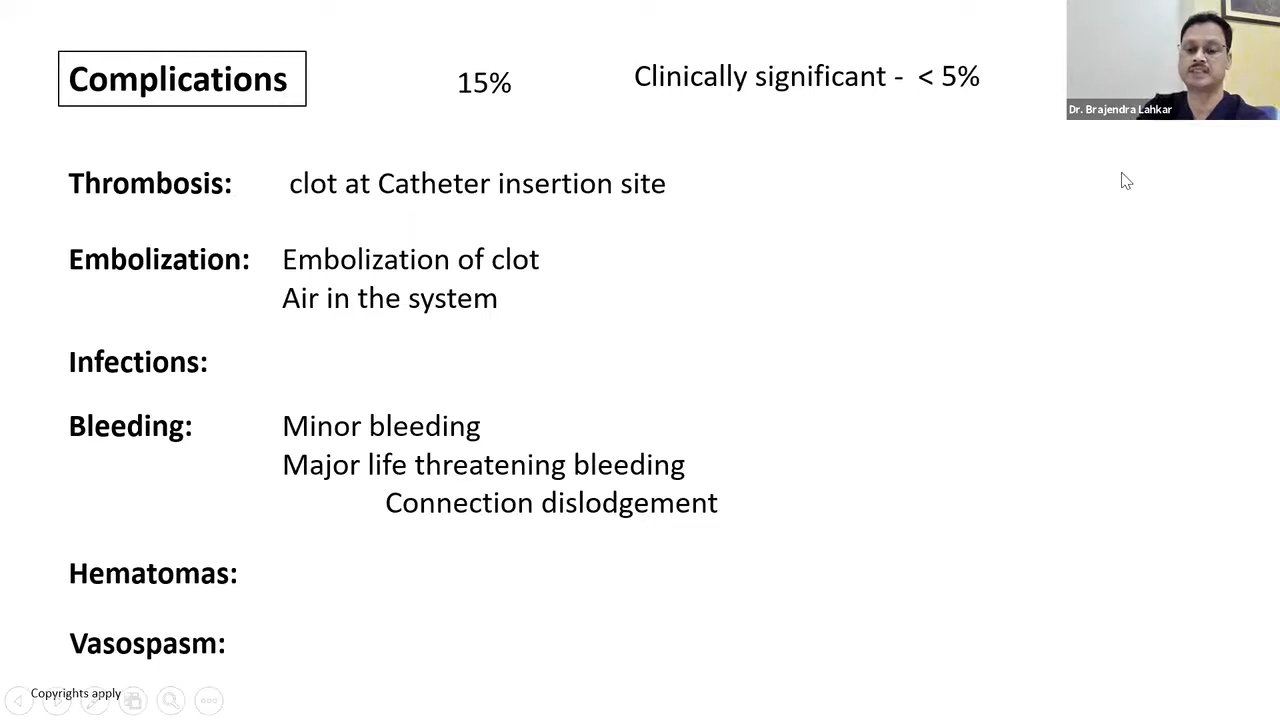 Complications 15% Clinically significant - < 5%
Dr. Brajendra Lahkar
Thrombosis: clot at Catheter insertion site
Embolization: Embolization of clot
Air in the system
Infections:
Bleeding: Minor bleeding
Major life threatening bleeding
Connection dislodgement
Hematomas:
Vasospasm:
Copyrights apply